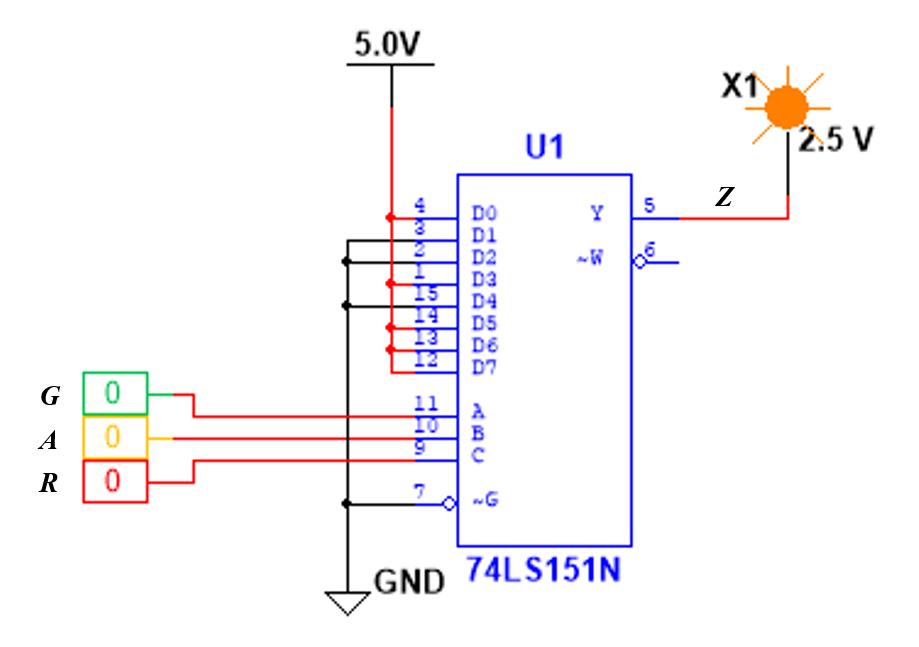 5.0V
X1
2.5 V
U1
Z
4 D0 Y 5
3 D1
2 D2 ~W 6
1 D3
15 D4
14 D5
13 D6
12 D7
G 0 11 A
A 0 10 B
R 0 9 C
7 ~G
74LS151N
GND